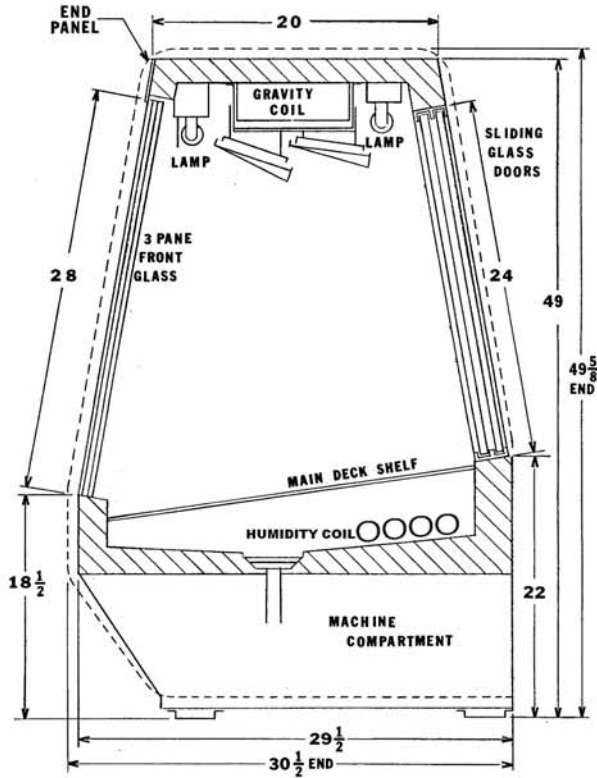 END
PANEL
20
GRAVITY
COIL
LAMP
LAMP
SLIDING
GLASS
DOORS
3 PANE
FRONT
GLASS
28
24
49
49 5/8
END
MAIN DECK SHELF
HUMIDITY COIL
18 1/2
22
MACHINE
COMPARTMENT
29 1/2
30 1/2 END